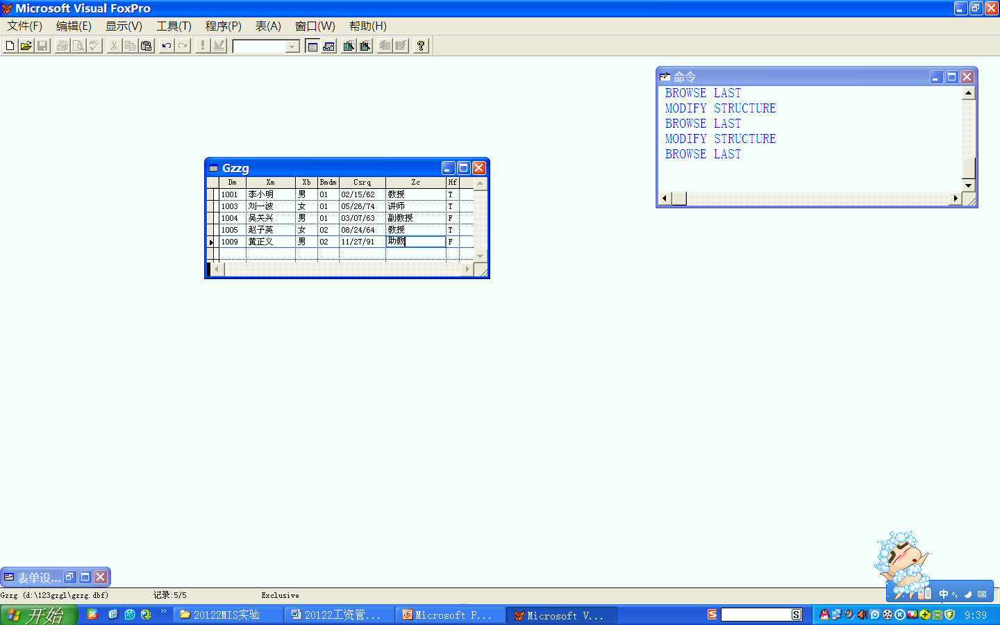 Microsoft Visual FoxPro
文件(F) 编辑(E) 显示(V) 工具(T) 程序(P) 表(A) 窗口(W) 帮助(H)
命令
BROWSE LAST
MODIFY STRUCTURE
BROWSE LAST
MODIFY STRUCTURE
BROWSE LAST
Gzzg
Dm Xm Xb Bmdm Csrq Zc Hf
1001 李小明 男 01 02/15/62 教授 T
1003 刘一波 女 01 05/26/74 讲师 T
1004 吴关兴 男 01 03/07/63 副教授 F
1005 赵子英 女 02 08/24/64 教授 T
1009 黄正义 男 02 11/27/91 助教 F
表单设...
中
Gzzg (d:\123gzgl\gzzg.dbf) 记录:5/5 Exclusive
开始 20122MIS实验 20122工资管... Microsoft P... Microsoft V... 9:39